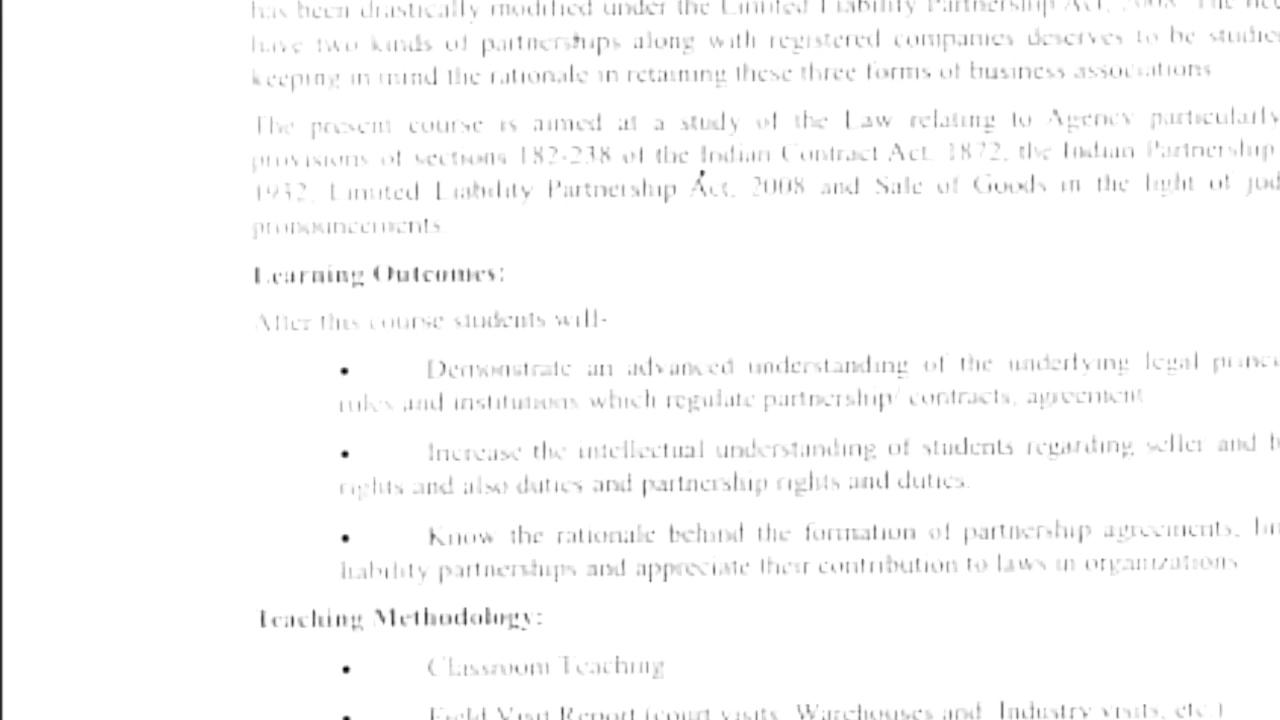 has been drastically modified under the Limited Liability Partnership Act, 2008. The
have two kinds of partnerships along with registered companies deserves to be
keeping in mind the rationale in retaining these three forms of business associations
The present course is aimed at a study of the Law relating to Agency particularly
provisions of sections 182-238 of the Indian Contract Act, 1872, the Indian Partnership
1932, Limited Liability Partnership Act, 2008 and Sale of Goods in the light of
pronouncements
Learning Outcomes:
After this course students will-
• Demonstrate an advanced understanding of the underlying legal
rules and institutions which regulate partnership/ contracts, agreement
• Increase the intellectual understanding of students regarding seller and
rights and also duties and partnership rights and duties.
• Know the rationale behind the formation of partnership agreements,
liability partnerships and appreciate their contribution to laws in organizations
Teaching Methodology:
• Classroom Teaching
• Field Visit Report (court visits, Warehouses and Industry visits, etc.)